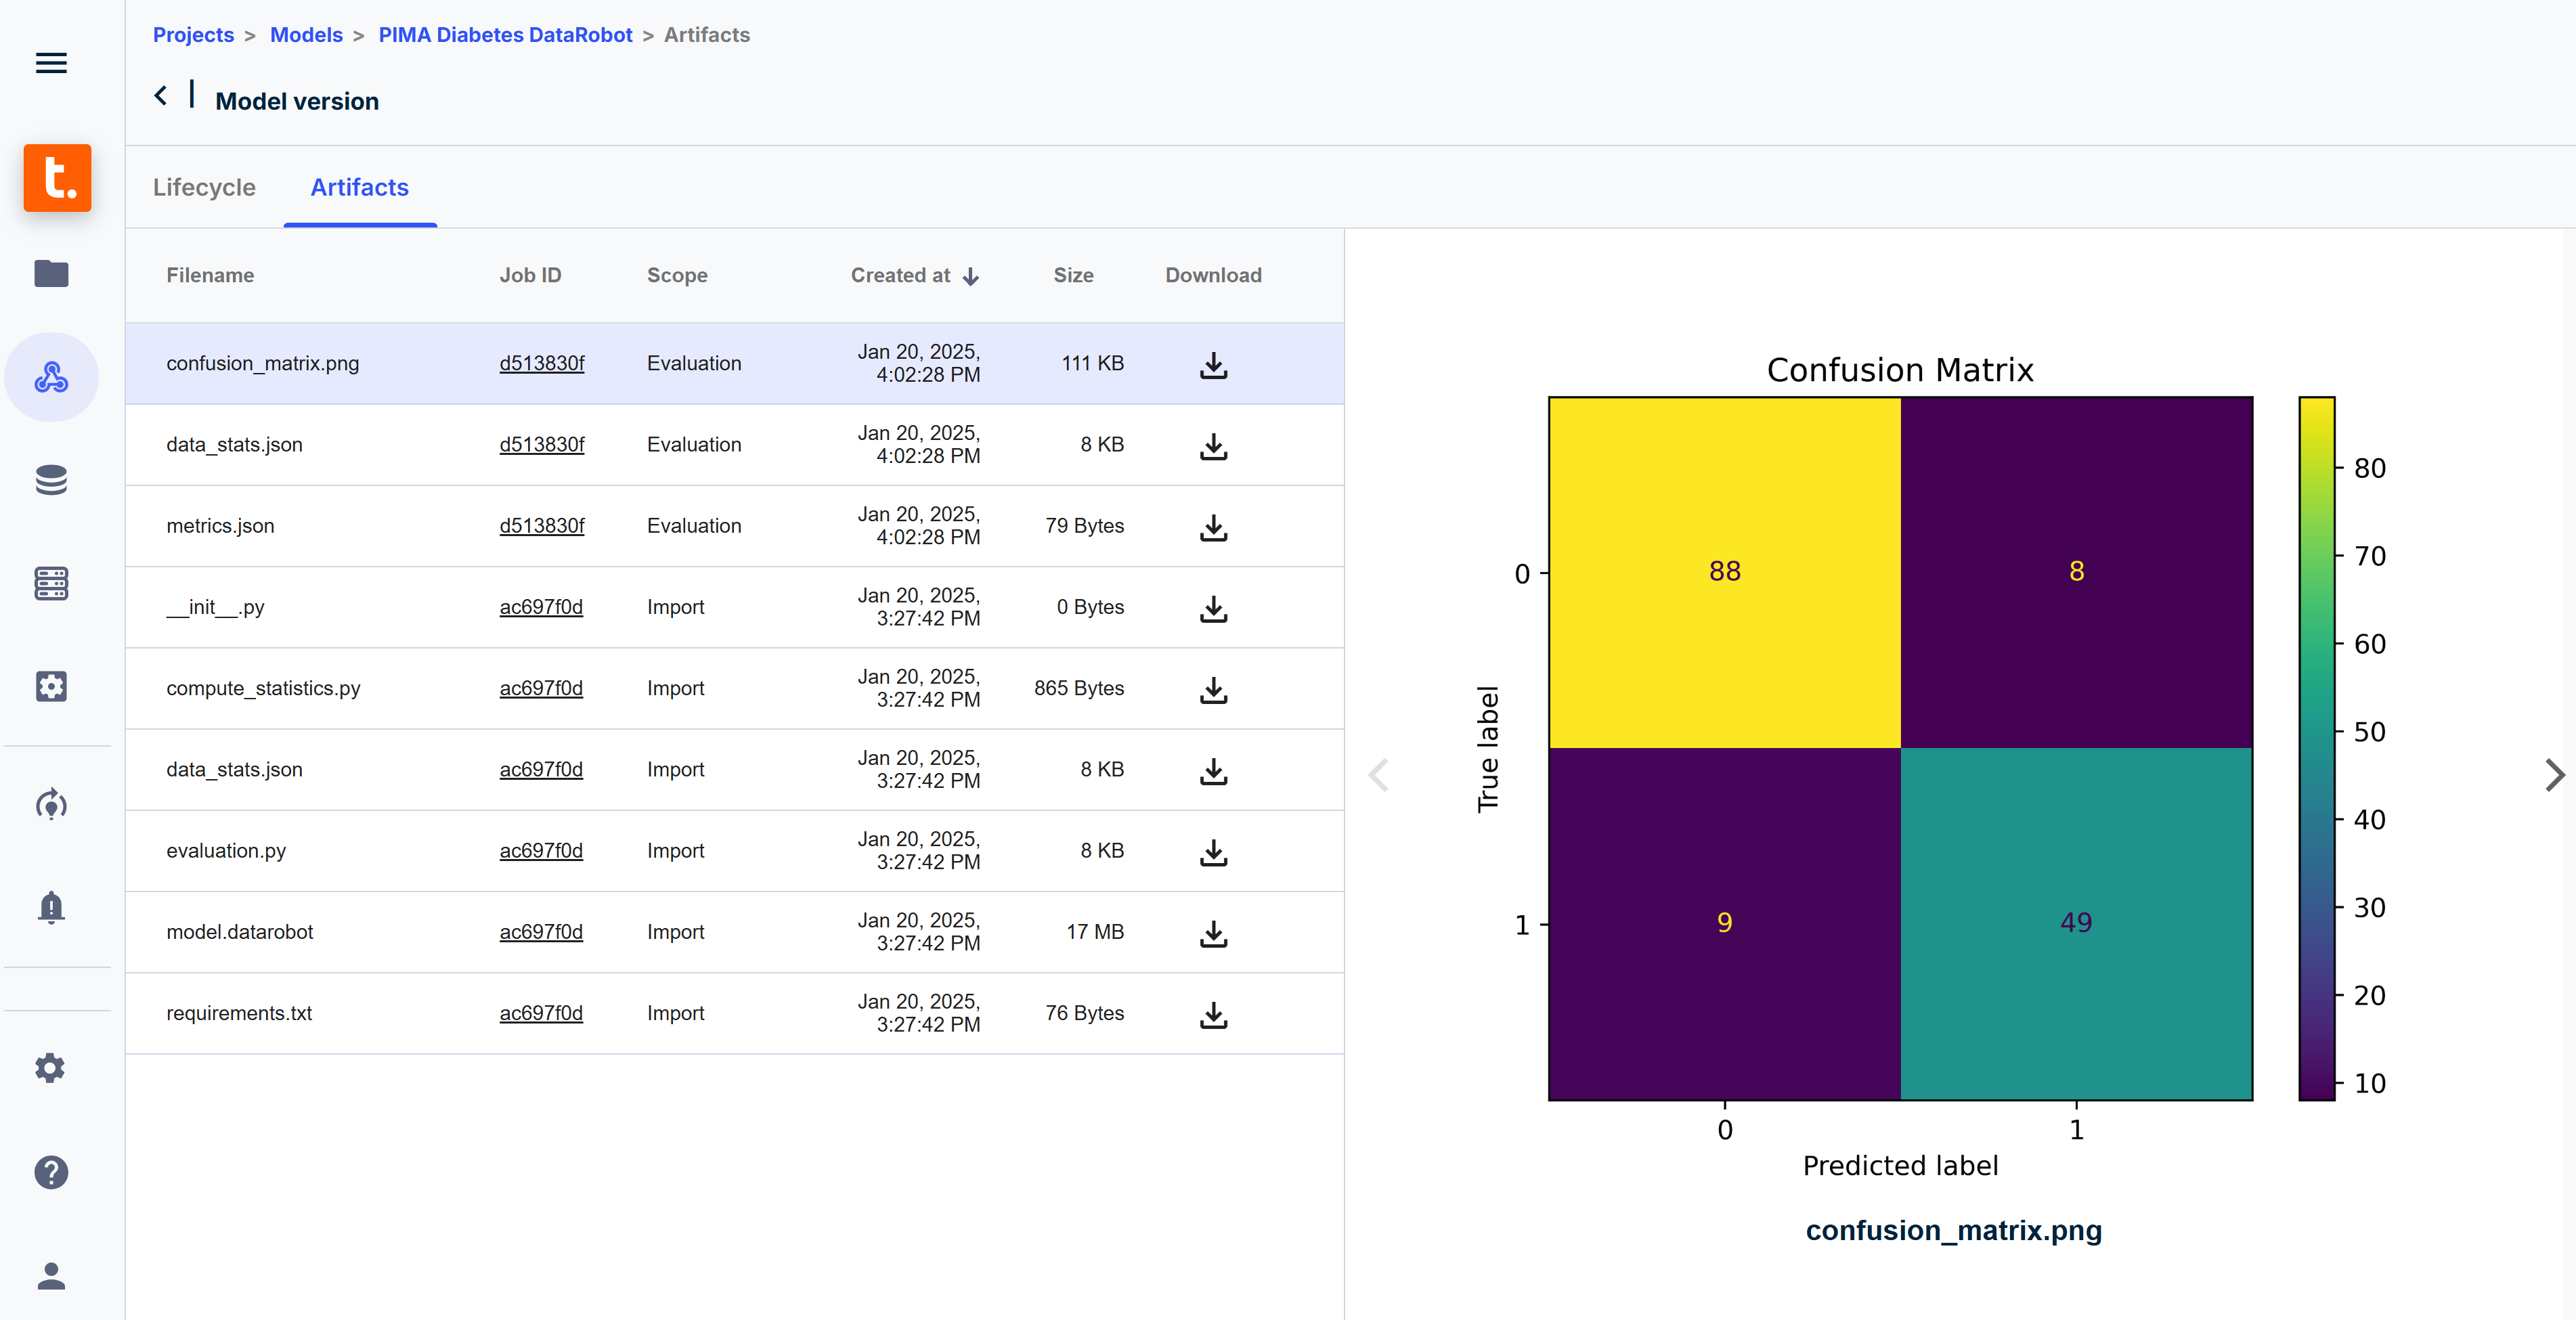 Projects > Models > PIMA Diabetes DataRobot > Artifacts
Model version
t.
Lifecycle Artifacts
Filename Job ID Scope Created at Size Download
confusion_matrix.png d513830f Evaluation Jan 20, 2025, 4:02:28 PM 111 KB
data_stats.json d513830f Evaluation Jan 20, 2025, 4:02:28 PM 8 KB
metrics.json d513830f Evaluation Jan 20, 2025, 4:02:28 PM 79 Bytes
__init__.py ac697f0d Import Jan 20, 2025, 3:27:42 PM 0 Bytes
compute_statistics.py ac697f0d Import Jan 20, 2025, 3:27:42 PM 865 Bytes
data_stats.json ac697f0d Import Jan 20, 2025, 3:27:42 PM 8 KB
evaluation.py ac697f0d Import Jan 20, 2025, 3:27:42 PM 8 KB
model.datarobot ac697f0d Import Jan 20, 2025, 3:27:42 PM 17 MB
requirements.txt ac697f0d Import Jan 20, 2025, 3:27:42 PM 76 Bytes
Confusion Matrix
True label
0 88 8
1 9 49
0 1
Predicted label
80
70
60
50
40
30
20
10
confusion_matrix.png